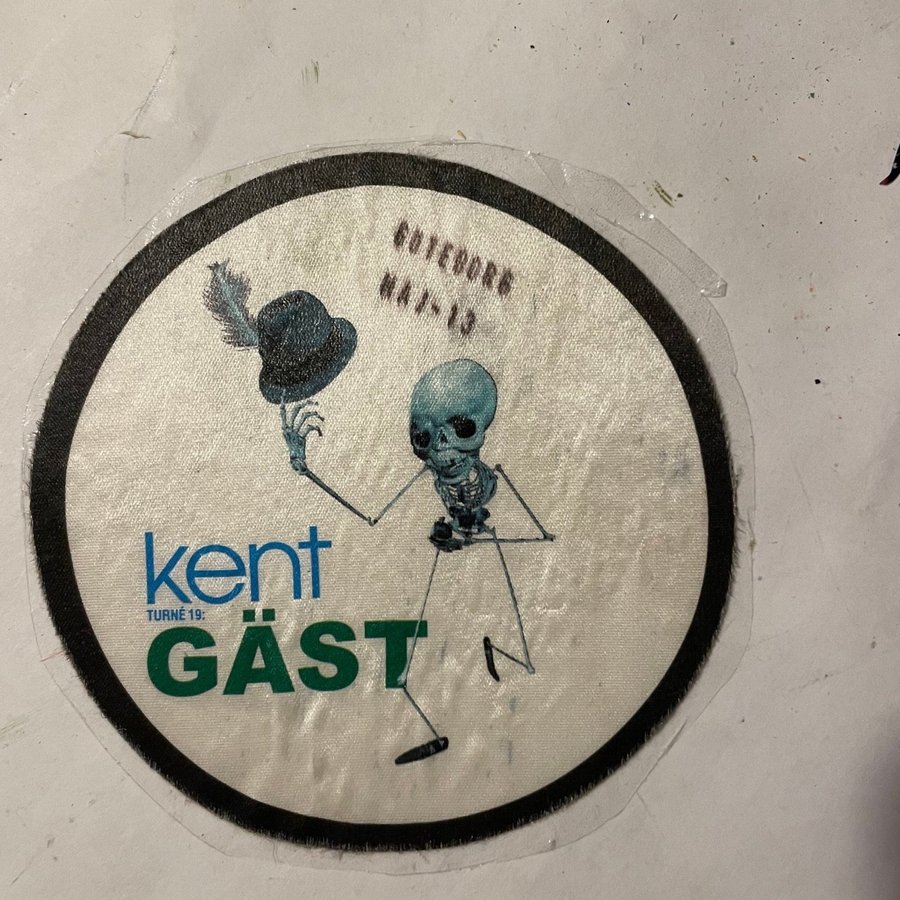 GÖTEBORG
MAJ-13
kent
TURNÉ 19:
GÄST